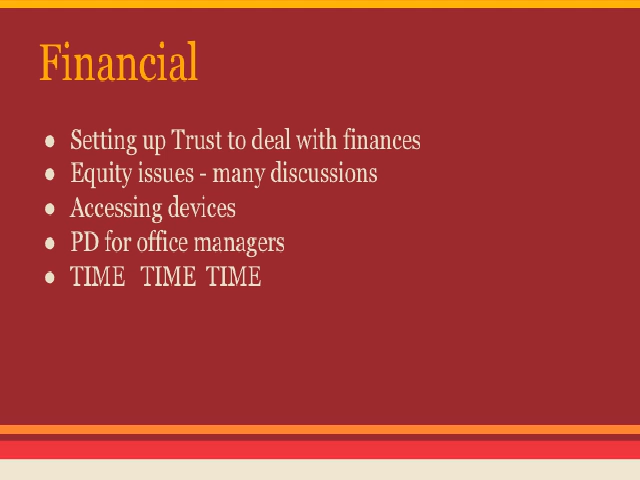 Financial
● Setting up Trust to deal with finances
● Equity issues - many discussions
● Accessing devices
● PD for office managers
● TIME   TIME  TIME